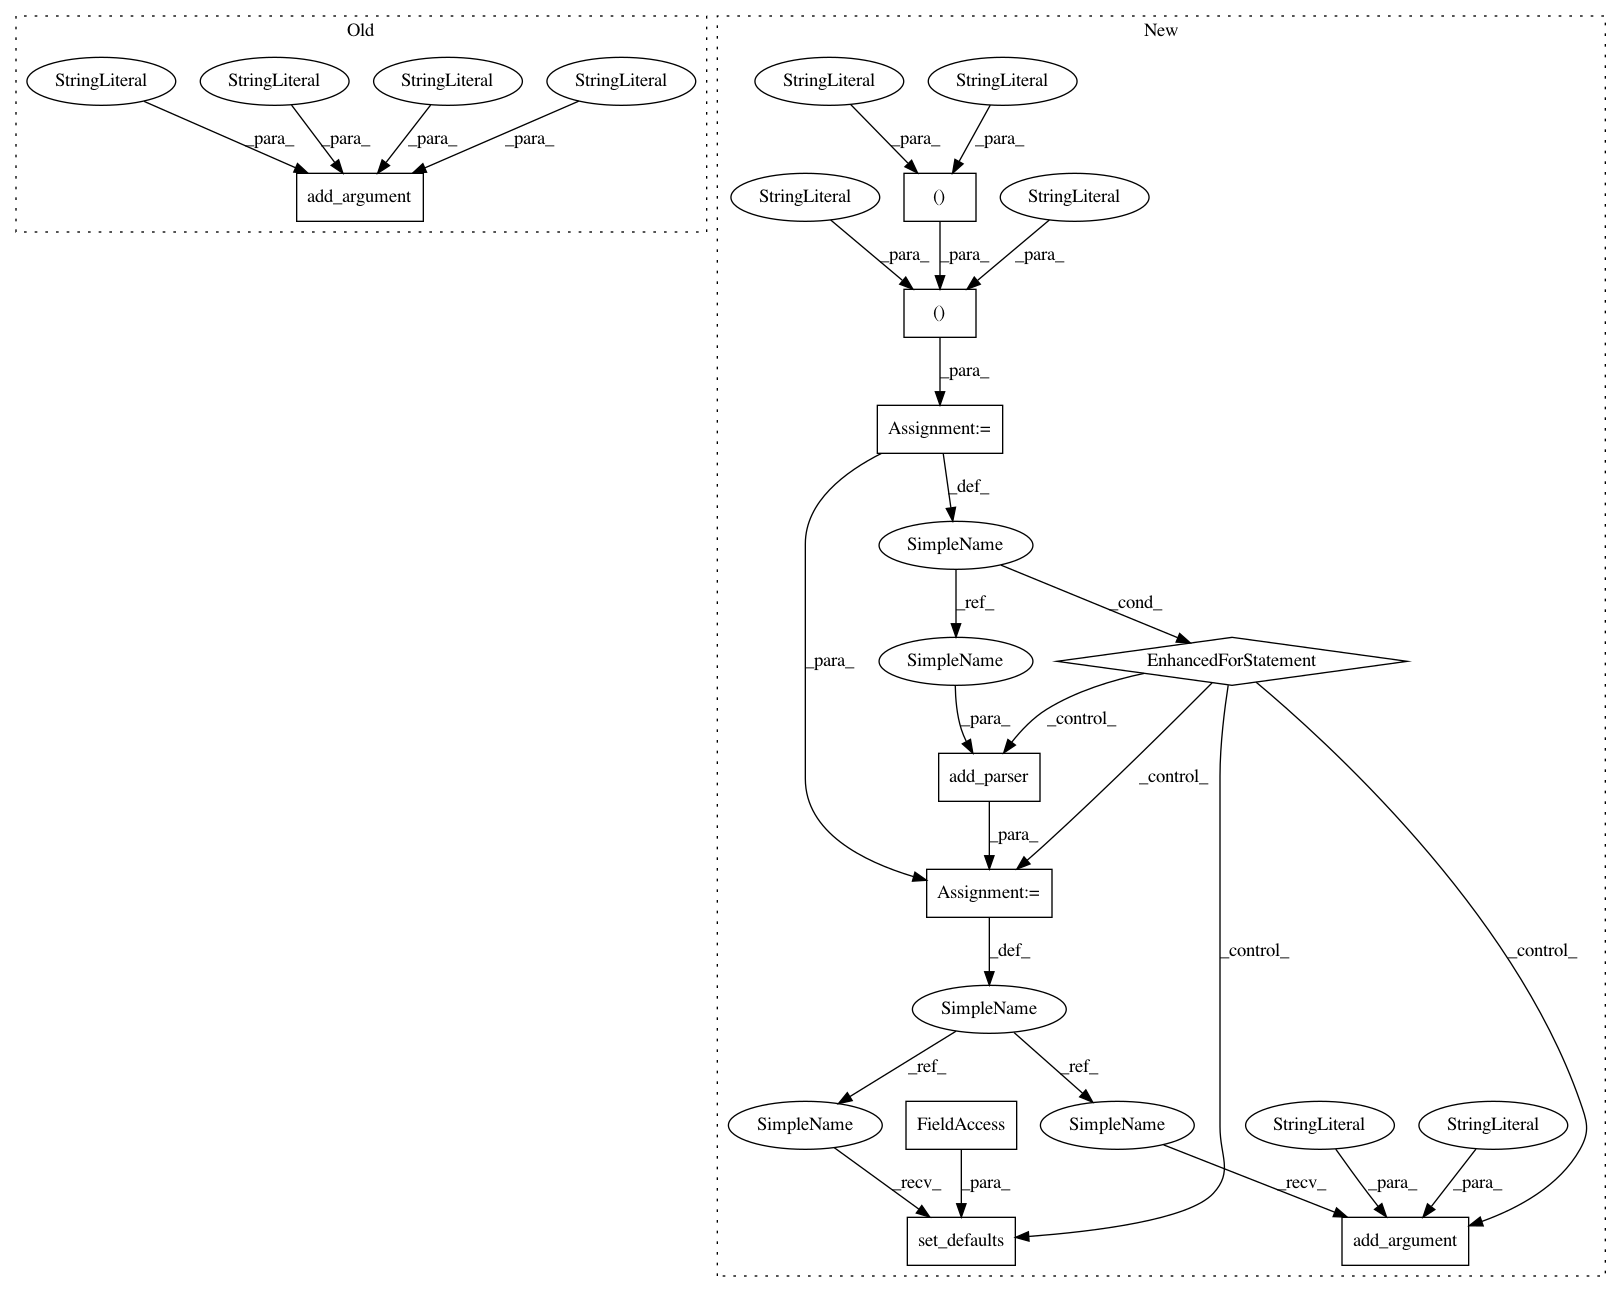 Old
New
StringLiteral
StringLiteral
StringLiteral
StringLiteral
StringLiteral
StringLiteral
_para_
_para_
_para_
_para_
_para_
_para_
add_argument
StringLiteral
()
StringLiteral
_para_
_para_
_para_
()
_para_
Assignment:=
_def_
SimpleName
_ref_
_cond_
_para_
SimpleName
EnhancedForStatement
_para_
_control_
add_parser
_control_
_para_
Assignment:=
_def_
_control_
_control_
SimpleName
_ref_
_ref_
SimpleName
FieldAccess
SimpleName
StringLiteral
StringLiteral
_recv_
_para_
_recv_
_para_
_para_
set_defaults
add_argument